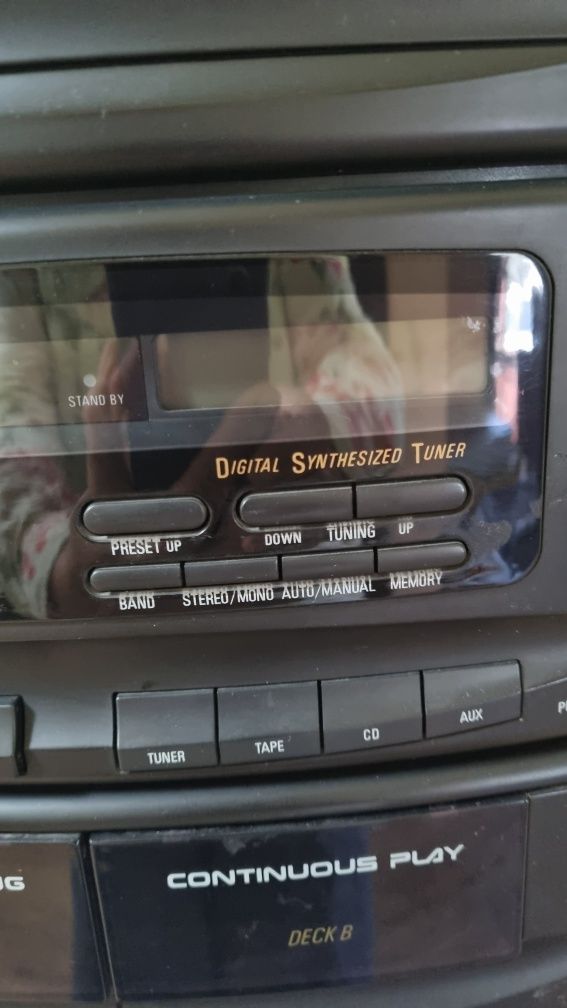 STAND BY
DIGITAL SYNTHESIZED TUNER
PRESET UP
DOWN TUNING UP
BAND STEREO/MONO AUTO/MANUAL MEMORY
TUNER TAPE CD AUX
CONTINUOUS PLAY
DECK B